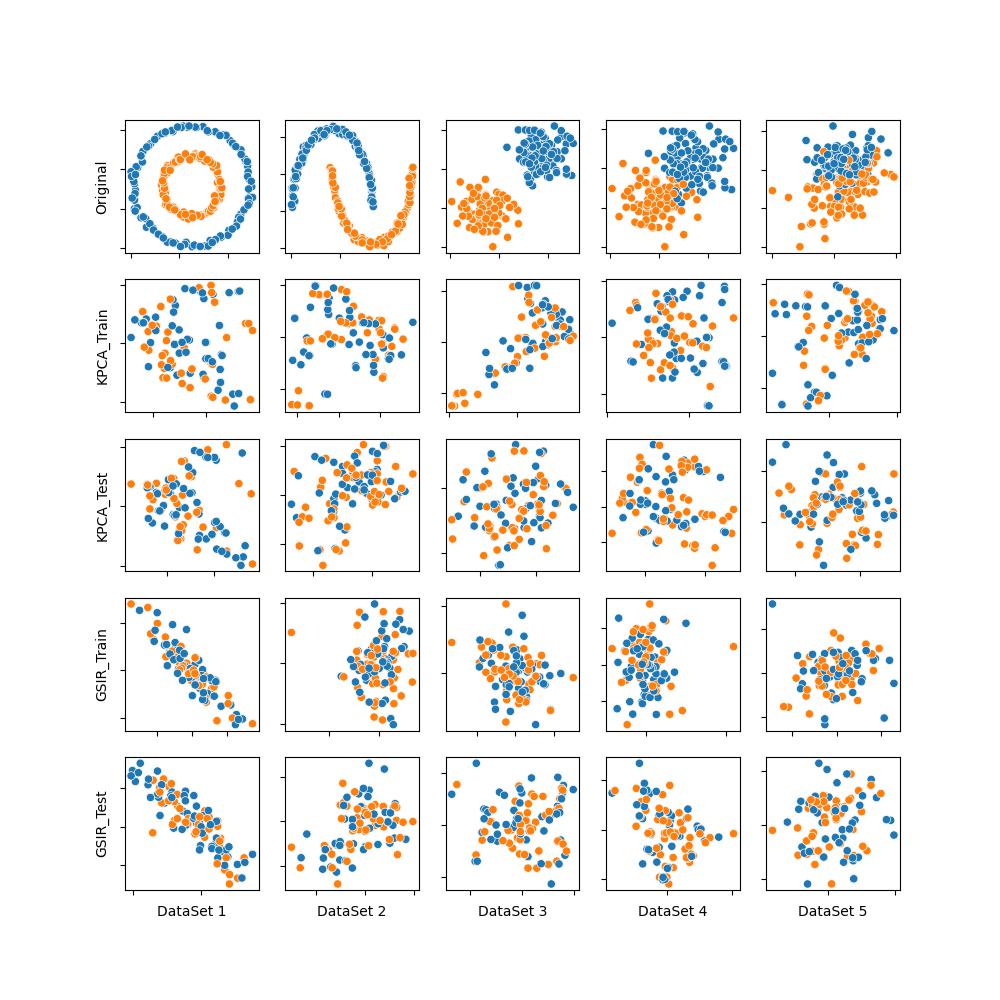 Original
KPCA_Train
KPCA_Test
GSIR_Train
GSIR_Test
DataSet 1
DataSet 2
DataSet 3
DataSet 4
DataSet 5